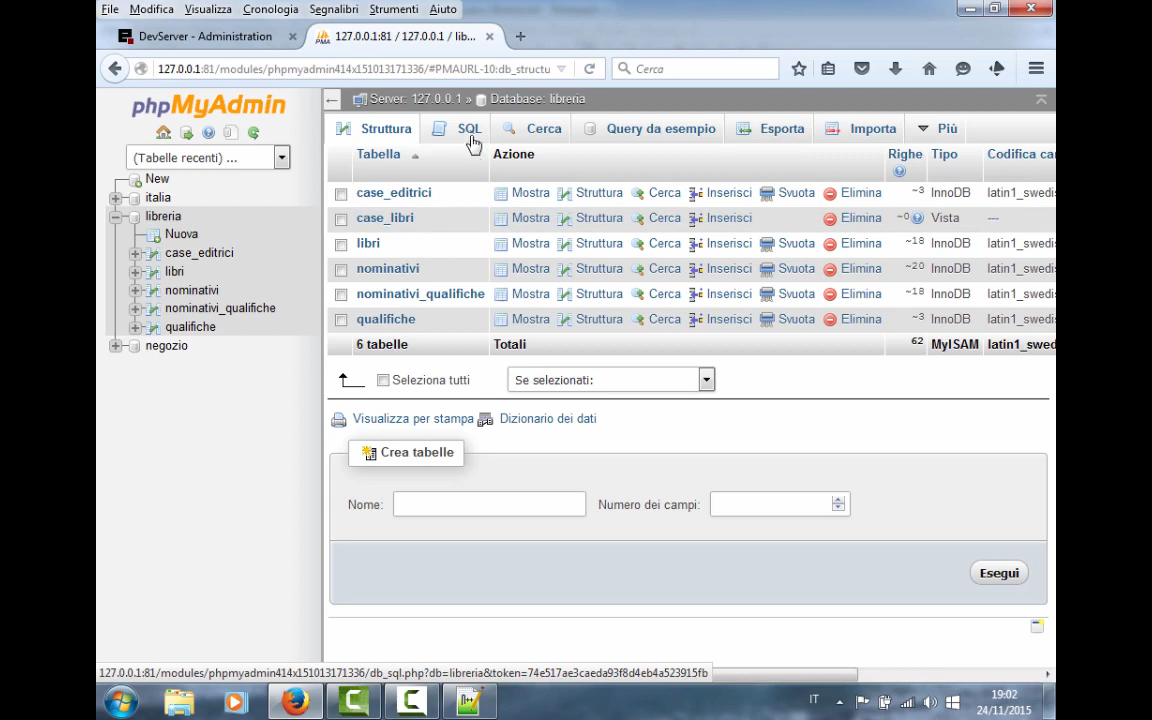 File Modifica Visualizza Cronologia Segnalibri Strumenti Aiuto
DevServer - Administration × 127.0.0.1:81 / 127.0.0.1 / lib... × +
127.0.0.1:81/modules/phpmyadmin414x151013171336/#PMAURL-10:db_structu Cerca
phpMyAdmin
(Tabelle recenti) ...
New
italia
libreria
Nuova
case_editrici
libri
nominativi
nominativi_qualifiche
qualifiche
negozio
Server: 127.0.0.1 » Database: libreria
Struttura SQL Cerca Query da esempio Esporta Importa Più
Tabella Azione Righe Tipo Codifica car
case_editrici Mostra Struttura Cerca Inserisci Svuota Elimina ~3 InnoDB latin1_swedis
case_libri Mostra Struttura Cerca Inserisci Elimina ~0 Vista ---
libri Mostra Struttura Cerca Inserisci Svuota Elimina ~18 InnoDB latin1_swedis
nominativi Mostra Struttura Cerca Inserisci Svuota Elimina ~20 InnoDB latin1_swedis
nominativi_qualifiche Mostra Struttura Cerca Inserisci Svuota Elimina ~18 InnoDB latin1_swedis
qualifiche Mostra Struttura Cerca Inserisci Svuota Elimina ~3 InnoDB latin1_swedis
6 tabelle Totali 62 MyISAM latin1_swed
Seleziona tutti Se selezionati:
Visualizza per stampa Dizionario dei dati
Crea tabelle
Nome: Numero dei campi:
Esegui
127.0.0.1:81/modules/phpmyadmin414x151013171336/db_sql.php?db=libreria&token=74e517ae3caeda93f8d4eb4a523915fb
IT 19:02
24/11/2015